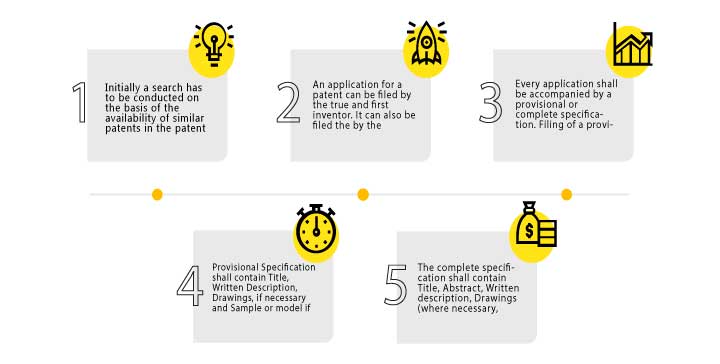 1
Initially a search has
to be conducted on
the basis of the
availability of similar
patents in the patent
2
An application for a
patent can be filed by
the true and first
inventor. It can also be
filed the by the
3
Every application shall
be accompanied by a
provisional or
complete specifica-
tion. Filing of a provi-
4
Provisional Specification
shall contain Title,
Written Description,
Drawings, if necessary
and Sample or model if
5
The complete specifi-
cation shall contain
Title, Abstract, Written
description, Drawings
(where necessary,
$